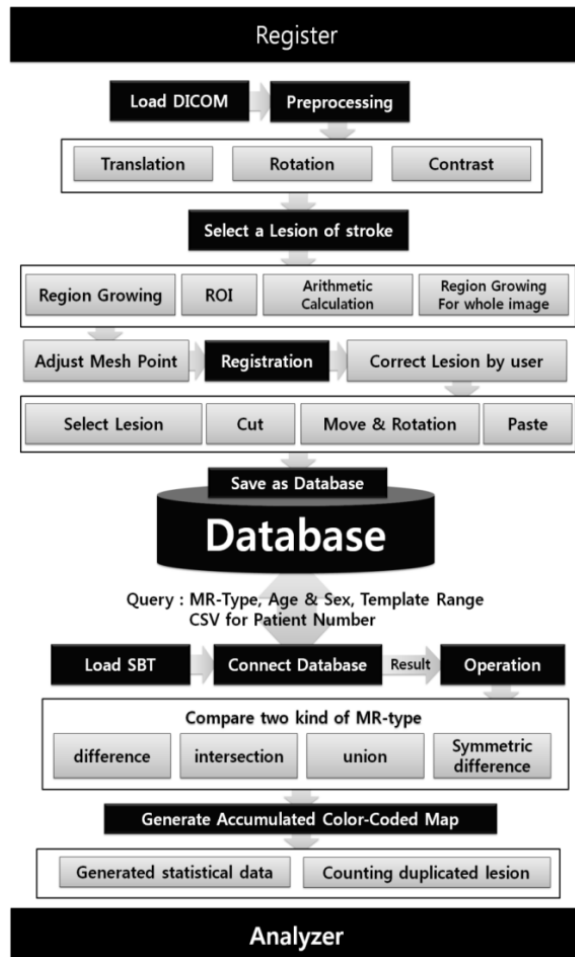 Register
Load DICOM
Preprocessing
Translation
Rotation
Contrast
Select a Lesion of stroke
Region Growing
ROI
Arithmetic
Calculation
Region Growing
For whole image
Adjust Mesh Point
Registration
Correct Lesion by user
Select Lesion
Cut
Move & Rotation
Paste
Save as Database
Database
Query : MR-Type, Age & Sex, Template Range
CSV for Patient Number
Load SBT
Connect Database
Result
Operation
Compare two kind of MR-type
difference
intersection
union
Symmetric
difference
Generate Accumulated Color-Coded Map
Generated statistical data
Counting duplicated lesion
Analyzer